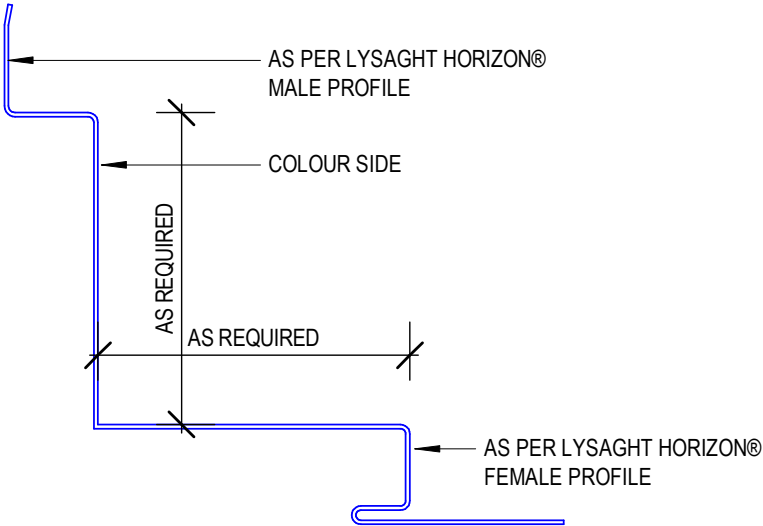 AS PER LYSAGHT HORIZON®
MALE PROFILE
COLOUR SIDE
AS REQUIRED
AS REQUIRED
AS PER LYSAGHT HORIZON®
FEMALE PROFILE